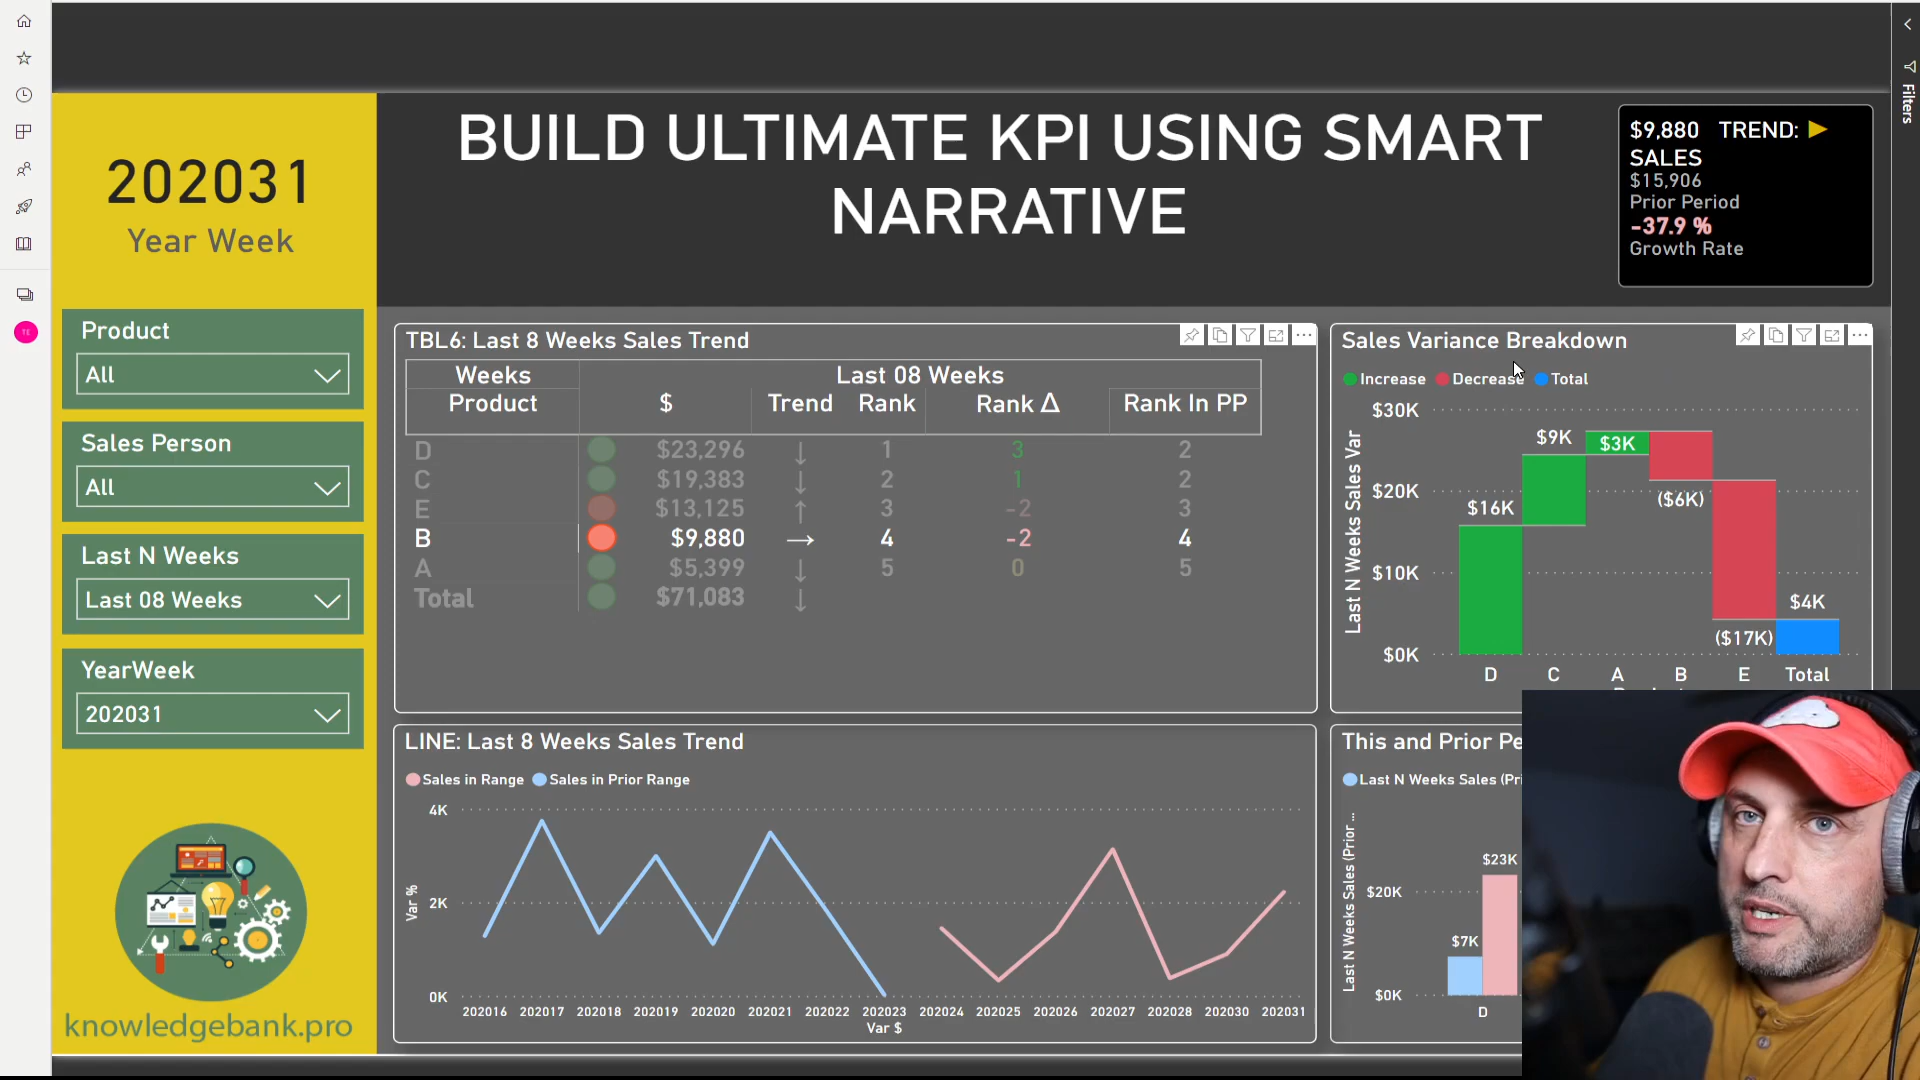 202031
Year Week
BUILD ULTIMATE KPI USING SMART
NARRATIVE
$9,880 TREND:
SALES
$15,906
Prior Period
-37.9 %
Growth Rate
Filters
Product
All
Sales Person
All
Last N Weeks
Last 08 Weeks
YearWeek
202031
knowledgebank.pro
TBL6: Last 8 Weeks Sales Trend
Weeks Last 08 Weeks
Product $ Trend Rank Rank Δ Rank In PP
D $23,296 ↓ 1 3 2
C $19,383 ↓ 2 1 2
E $13,125 ↑ 3 -2 3
B $9,880 → 4 -2 4
A $5,399 ↓ 5 0 5
Total $71,083 ↓
Sales Variance Breakdown
Increase Decrease Total
Last N Weeks Sales Var
$30K
$20K
$10K
$0K
$16K
$9K
$3K
($6K)
($17K)
$4K
D C A B E Total
LINE: Last 8 Weeks Sales Trend
Sales in Range Sales in Prior Range
Var %
4K
2K
0K
202016 202017 202018 202019 202020 202021 202022 202023 202024 202025 202026 202027 202028 202030 202031
Var $
This and Prior Pe
Last N Weeks Sales (Pri
Last N Weeks Sales (Prior ...
$20K
$0K
$7K
$23K
D